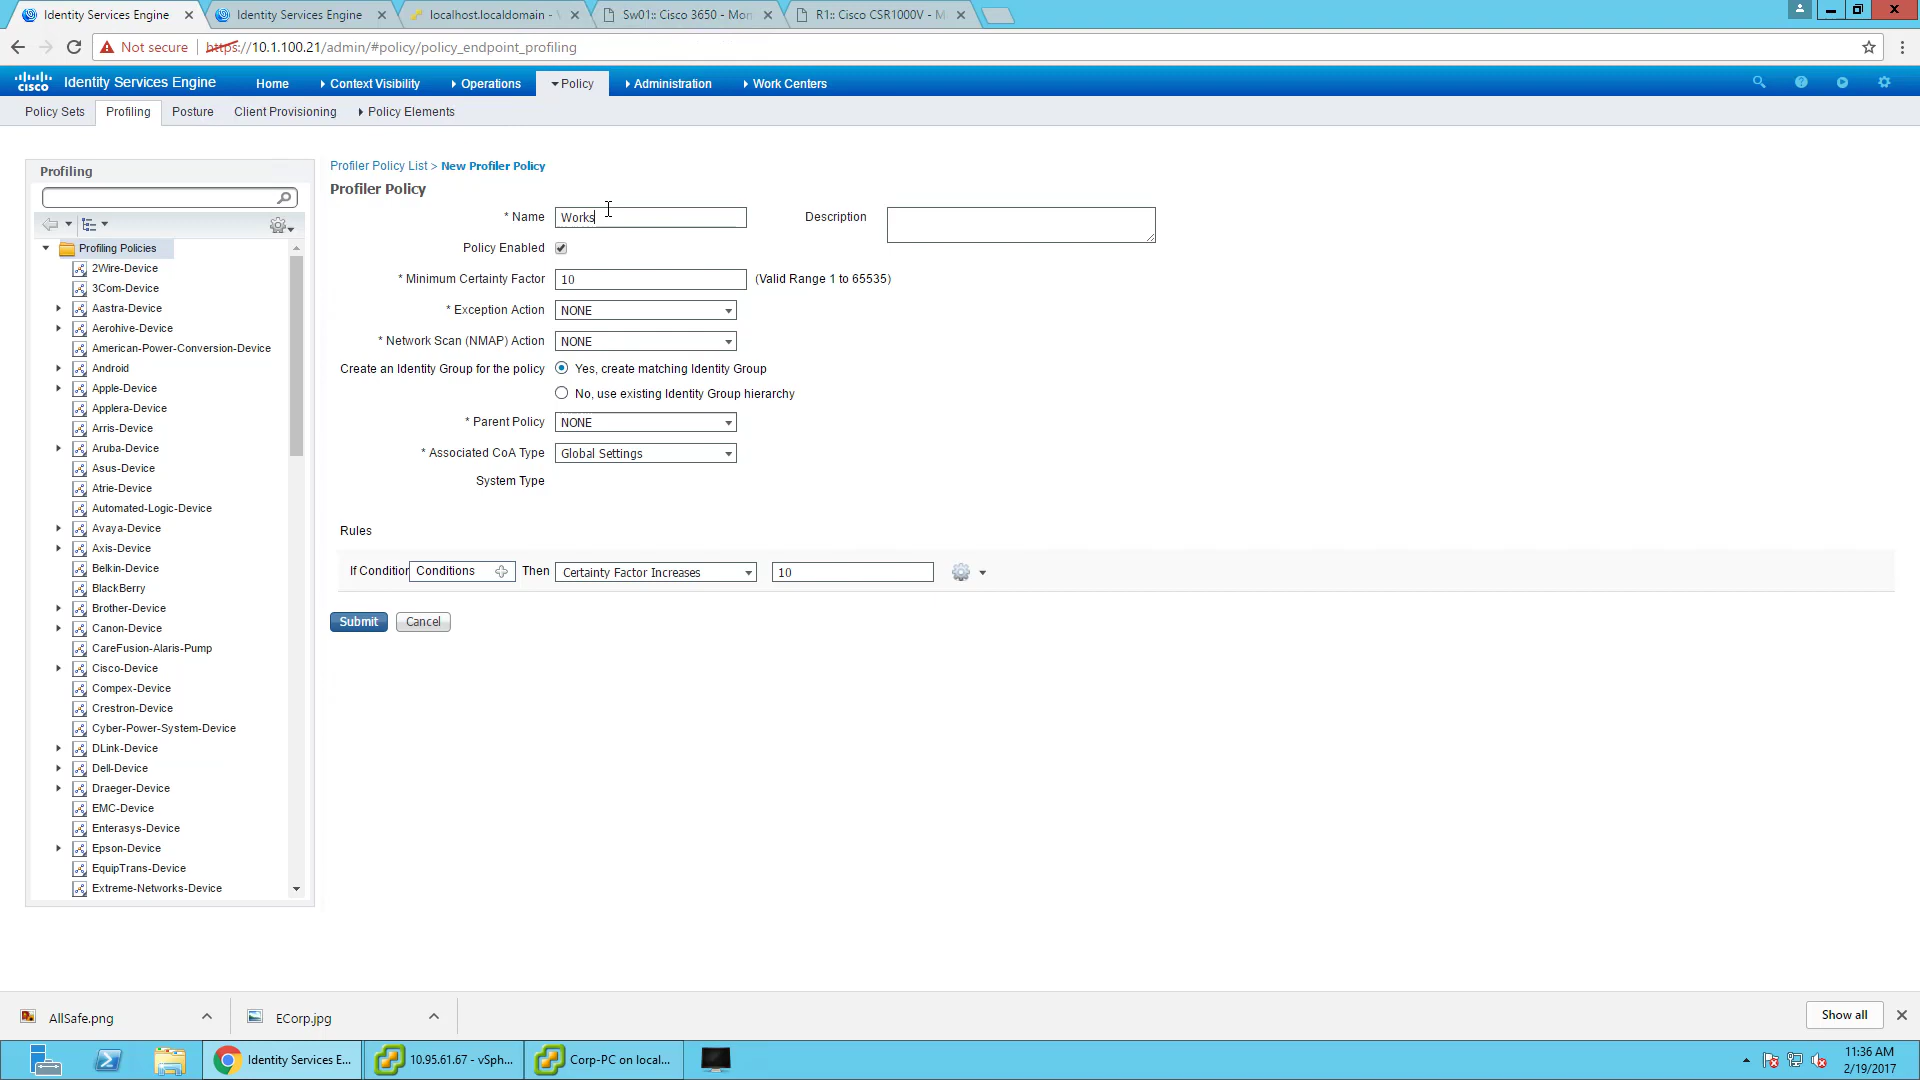 Identity Services Engine
Identity Services Engine
localhost.localdomain -
Sw01:: Cisco 3650 - Mon
R1:: Cisco CSR1000V - M
Not secure
https://10.1.100.21/admin/#policy/policy_endpoint_profiling
CISCO
Identity Services Engine
Home
Context Visibility
Operations
Policy
Administration
Work Centers
Policy Sets
Profiling
Posture
Client Provisioning
Policy Elements
Profiling
Profiling Policies
2Wire-Device
3Com-Device
Aastra-Device
Aerohive-Device
American-Power-Conversion-Device
Android
Apple-Device
Applera-Device
Arris-Device
Aruba-Device
Asus-Device
Atrie-Device
Automated-Logic-Device
Avaya-Device
Axis-Device
Belkin-Device
BlackBerry
Brother-Device
Canon-Device
CareFusion-Alaris-Pump
Cisco-Device
Compex-Device
Crestron-Device
Cyber-Power-System-Device
DLink-Device
Dell-Device
Draeger-Device
EMC-Device
Enterasys-Device
Epson-Device
EquipTrans-Device
Extreme-Networks-Device
Profiler Policy List > New Profiler Policy
Profiler Policy
* Name Works
Description
Policy Enabled
* Minimum Certainty Factor 10 (Valid Range 1 to 65535)
* Exception Action NONE
* Network Scan (NMAP) Action NONE
Create an Identity Group for the policy Yes, create matching Identity Group
No, use existing Identity Group hierarchy
* Parent Policy NONE
* Associated CoA Type Global Settings
System Type
Rules
If Condition Conditions Then Certainty Factor Increases 10
Submit Cancel
AllSafe.png
ECorp.jpg
Show all
Identity Services E...
10.95.61.67 - vSph...
Corp-PC on local...
11:36 AM
2/19/2017